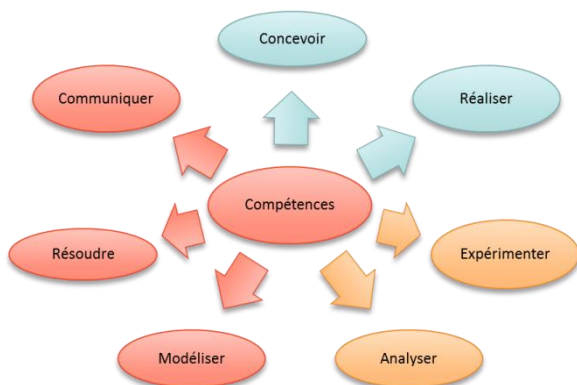 Concevoir
Communiquer
Réaliser
Compétences
Résoudre
Expérimenter
Modéliser
Analyser